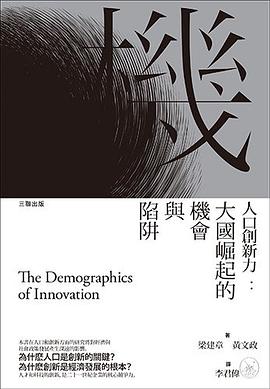 機
三聯出版
人口創新力：
大國崛起的
機會
與
陷阱
The Demographics
of Innovation
為什麼人口是創新的關鍵？
為什麼創新是經濟發展的根本？
著
梁建章 黃文政
譯
李君偉